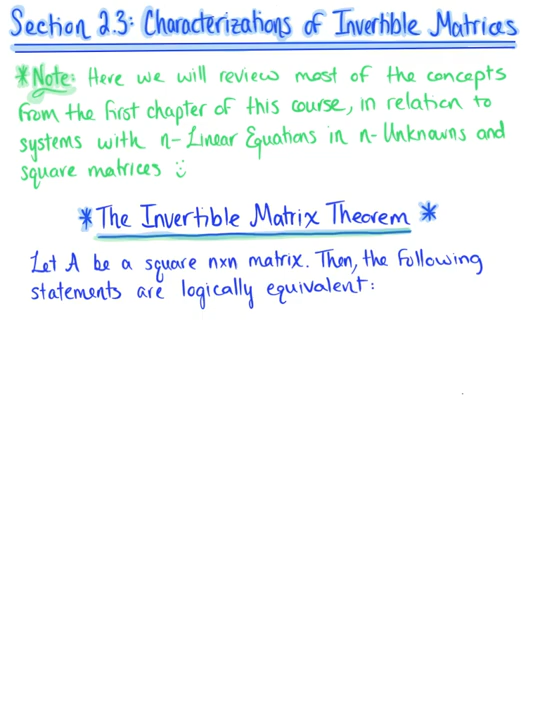 Section 2.3: Characterizations of Invertible Matrices
*Note: Here we will review most of the concepts
from the first chapter of this course, in relation to
systems with n-Linear Equations in n-Unknowns and
square matrices :)
*The Invertible Matrix Theorem*
Let A be a square nxn matrix. Then, the following
statements are logically equivalent: